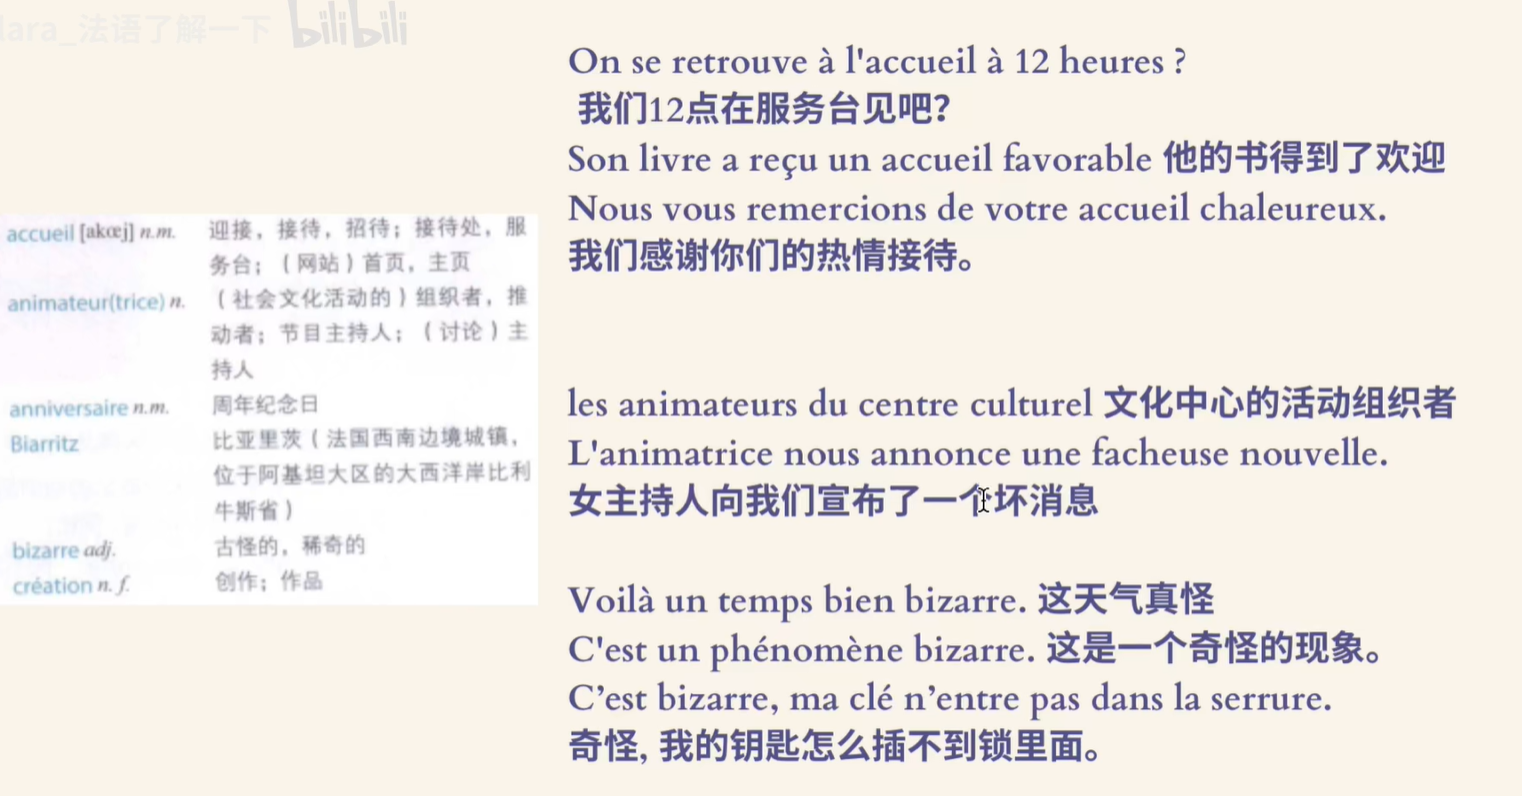 lara_法语了解一下 bilibili
accueil [akœj] n.m. 迎接，接待，招待；接待处，服
务台；（网站）首页，主页
animateur(trice) n. （社会文化活动的）组织者，推
动者；节目主持人；（讨论）主
持人
anniversaire n.m. 周年纪念日
Biarritz 比亚里茨（法国西南边境城镇，
位于阿基坦大区的大西洋岸比利
牛斯省）
bizarre adj. 古怪的，稀奇的
création n. f. 创作；作品
On se retrouve à l'accueil à 12 heures ?
我们12点在服务台见吧？
Son livre a reçu un accueil favorable 他的书得到了欢迎
Nous vous remercions de votre accueil chaleureux.
我们感谢你们的热情接待。
les animateurs du centre culturel 文化中心的活动组织者
L'animatrice nous annonce une facheuse nouvelle.
女主持人向我们宣布了一个坏消息
Voilà un temps bien bizarre. 这天气真怪
C'est un phénomène bizarre. 这是一个奇怪的现象。
C’est bizarre, ma clé n’entre pas dans la serrure.
奇怪, 我的钥匙怎么插不到锁里面。